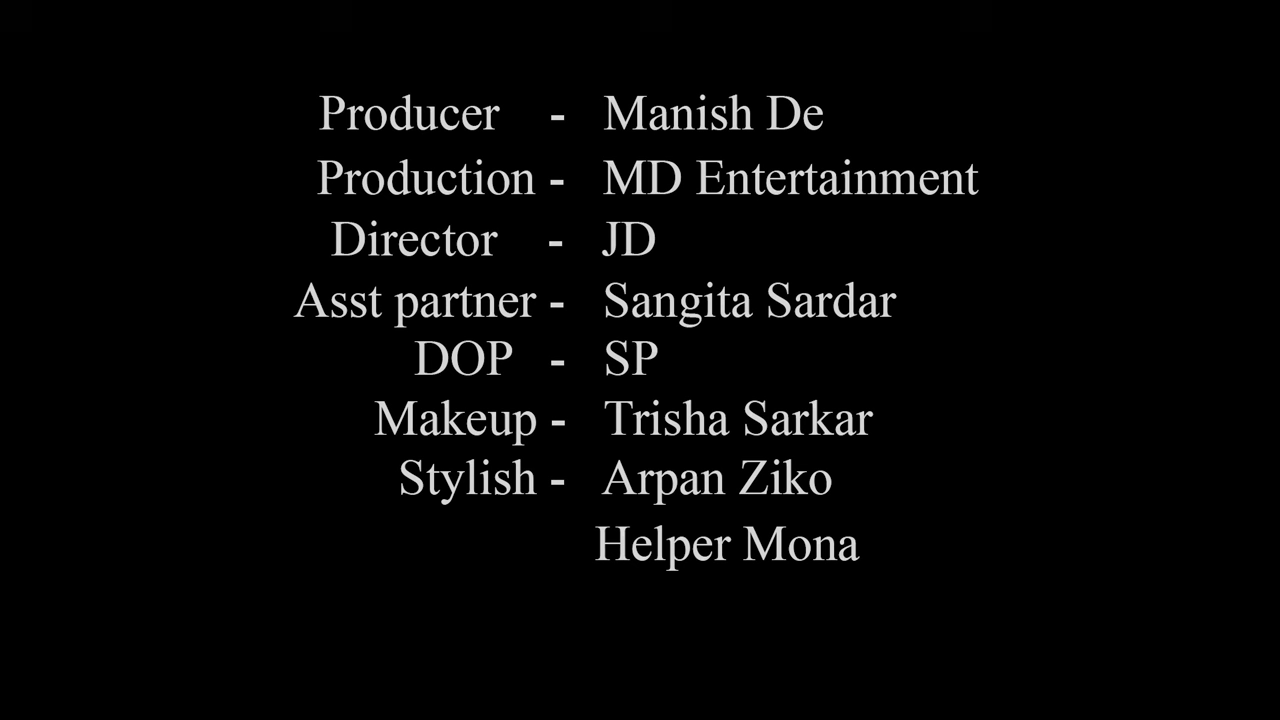 Producer - Manish De
Production - MD Entertainment
Director - JD
Asst partner - Sangita Sardar
DOP - SP
Makeup - Trisha Sarkar
Stylish - Arpan Ziko
Helper Mona